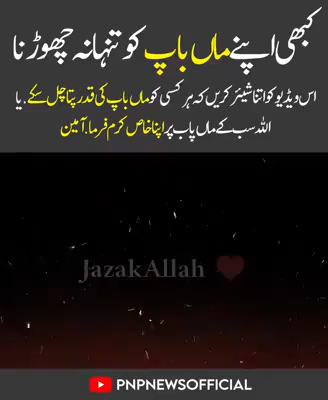 کبھی اپنے ماں باپ کو تنہا نہ چھوڑنا
اس ویڈیو کو اتنا شیئر کریں کہ ہر کسی کو ماں باپ کی قدر پتا چل سکے. یا
اللہ سب کے ماں پاب پر اپنا خاص کرم فرما. آمین
JazakAllah ❤
PNPNEWSOFFICIAL